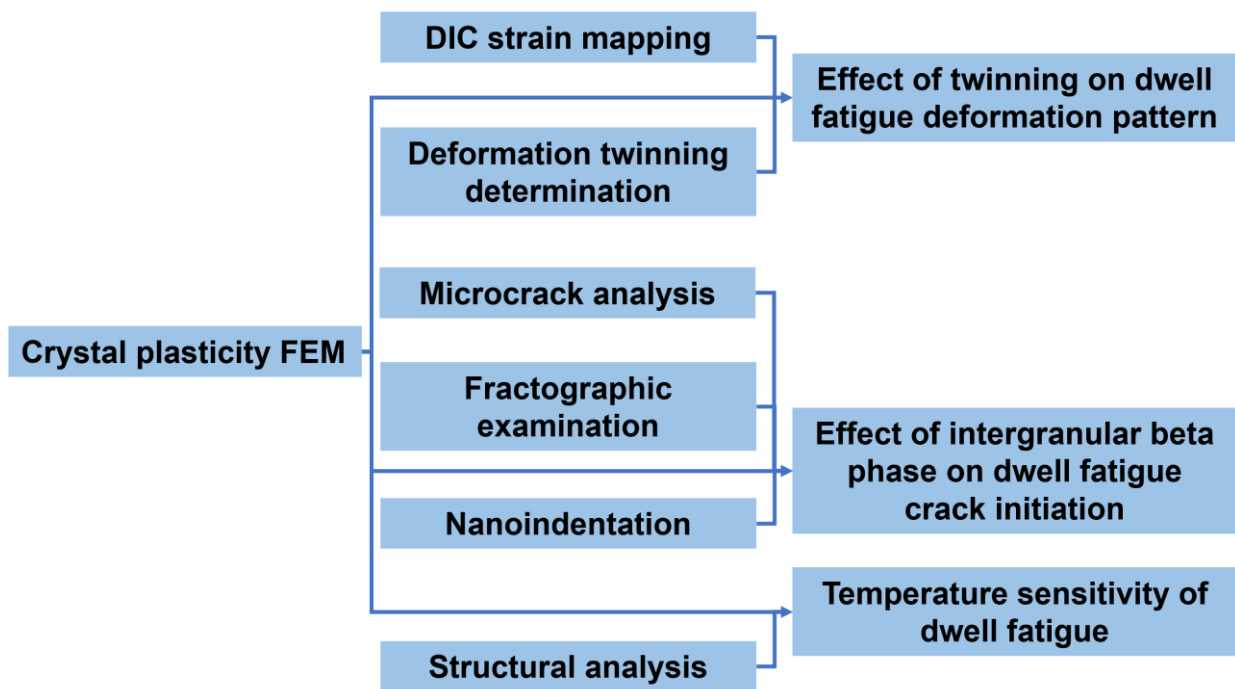 DIC strain mapping
Effect of twinning on dwell
fatigue deformation pattern
Deformation twinning
determination
Microcrack analysis
Crystal plasticity FEM
Fractographic
examination
Effect of intergranular beta
phase on dwell fatigue
crack initiation
Nanoindentation
Temperature sensitivity of
dwell fatigue
Structural analysis